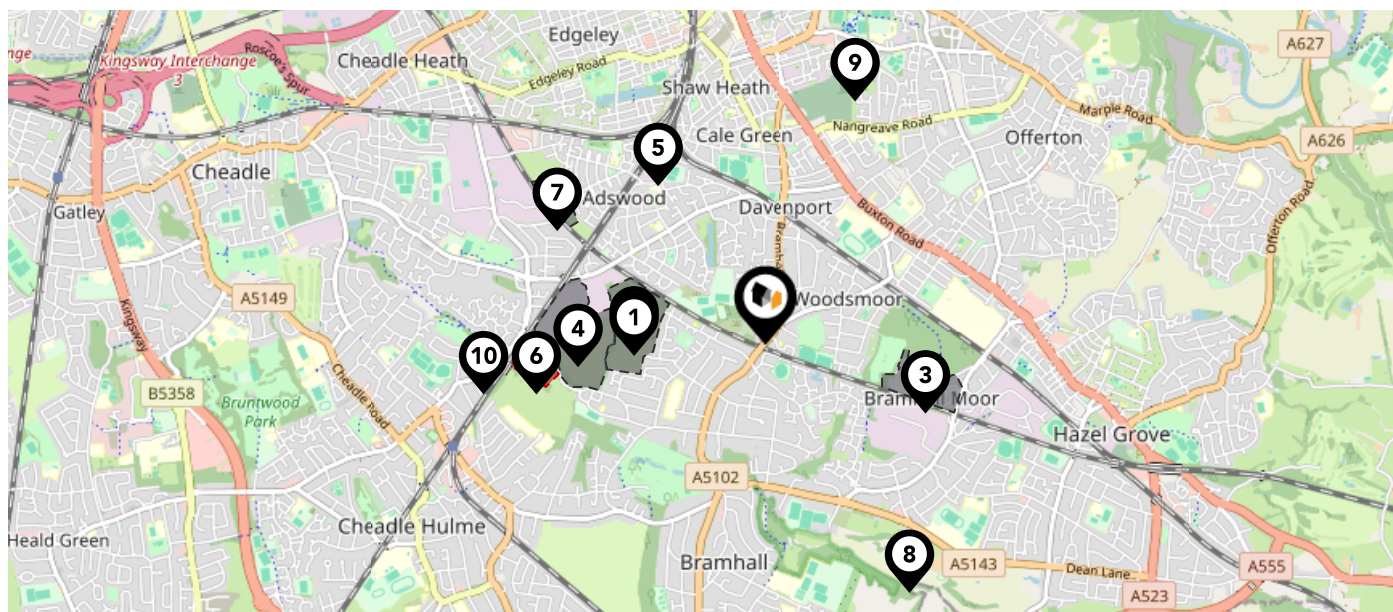 Edgeley
A627
nge
Kingsway Interchange
3
Roscoe's Spur
Cheadle Heath
9
Edgeley Road
Shaw Heath
Marple Road
Nangreave Road
Cale Green
Offerton
A626
5
Cheadle
7
Adswood
Gatley
Davenport
Buxton Road
Offerton Road
A5149
Kingsway
Woodsmoor
1
4
10
6
3
B5358
Cheadle Road
Bruntwood
Park
Hazel Grove
A5102
Cheadle Hulme
Heald Green
Bramhall
8
A5143
Dean Lane
A555
A523